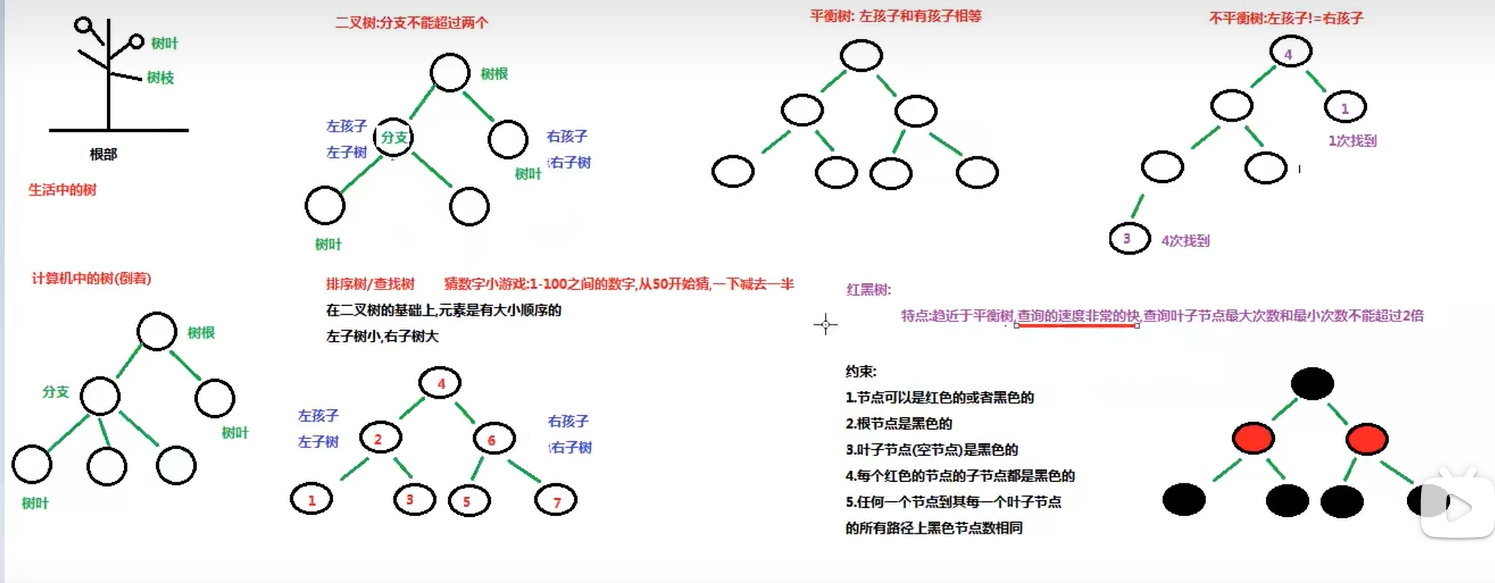 树叶
树枝
根部
生活中的树
二叉树:分支不能超过两个
树根
左孩子
左子树
分支
右孩子
右子树
树叶
树叶
平衡树: 左孩子和有孩子相等
不平衡树:左孩子!=右孩子
4
1
1次找到
3
4次找到
计算机中的树(倒着)
树根
分支
树叶
树叶
排序树/查找树 猜数字小游戏:1-100之间的数字,从50开始猜,一下减去一半
在二叉树的基础上,元素是有大小顺序的
左子树小,右子树大
4
左孩子
左子树
2
6
右孩子
右子树
1
3
5
7
红黑树:
特点:趋近于平衡树,查询的速度非常的快,查询叶子节点最大次数和最小次数不能超过2倍
约束:
1.节点可以是红色的或者黑色的
2.根节点是黑色的
3.叶子节点(空节点)是黑色的
4.每个红色的节点的子节点都是黑色的
5.任何一个节点到其每一个叶子节点
的所有路径上黑色节点数相同